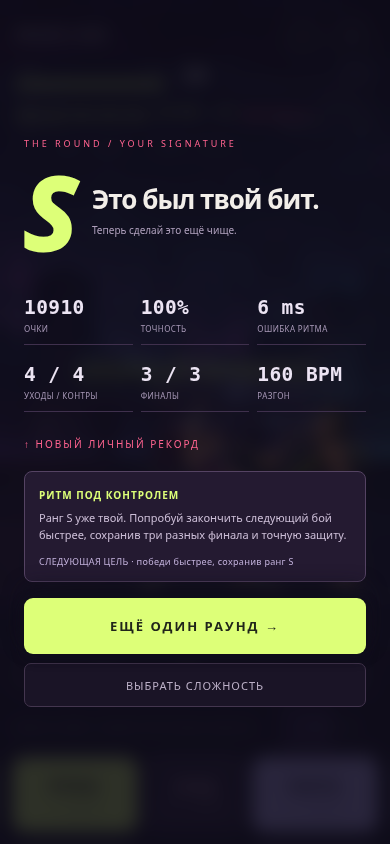 THE ROUND / YOUR SIGNATURE
S
Это был твой бит.
Теперь сделай это ещё чище.
10910
100%
6 ms
ОЧКИ
ТОЧНОСТЬ
ОШИБКА РИТМА
4 / 4
3 / 3
160 BPM
УХОДЫ / КОНТРЫ
ФИНАЛЫ
РАЗГОН
↑ НОВЫЙ ЛИЧНЫЙ РЕКОРД
РИТМ ПОД КОНТРОЛЕМ
Ранг S уже твой. Попробуй закончить следующий бой
быстрее, сохранив три разных финала и точную защиту.
СЛЕДУЮЩАЯ ЦЕЛЬ · победи быстрее, сохранив ранг S
ЕЩЁ ОДИН РАУНД →
ВЫБРАТЬ СЛОЖНОСТЬ